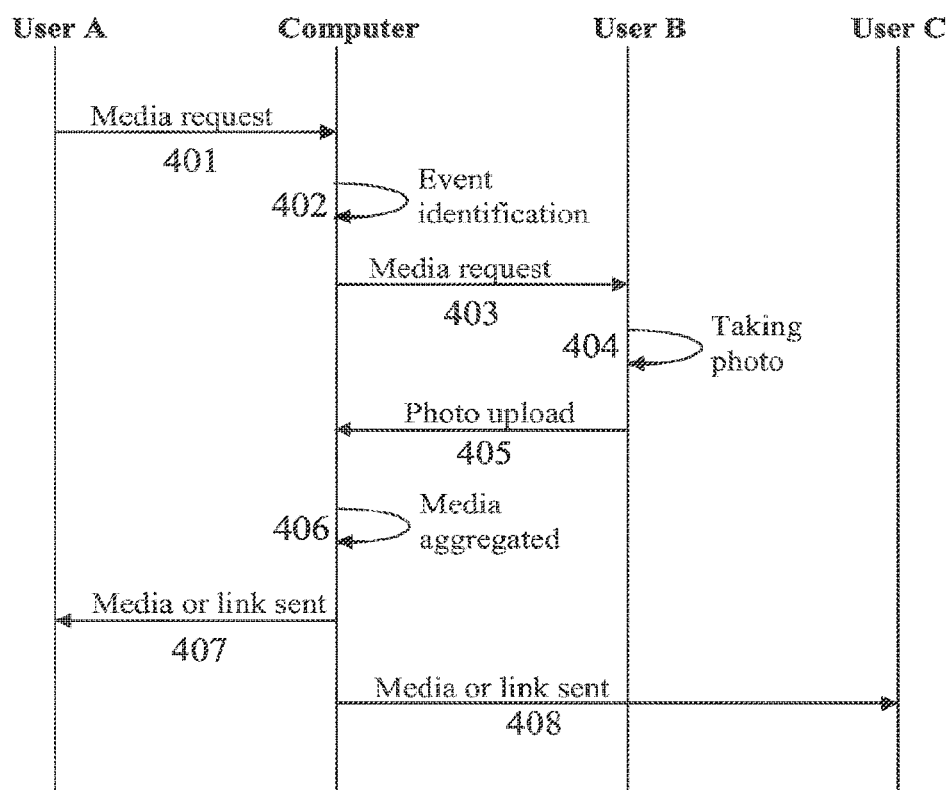 User A Computer User B User C
Media request
401
402
Event
identification
Media request
403
404
Taking
photo
Photo upload
405
406
Media
aggregated
Media or link sent
407
Media or link sent
408